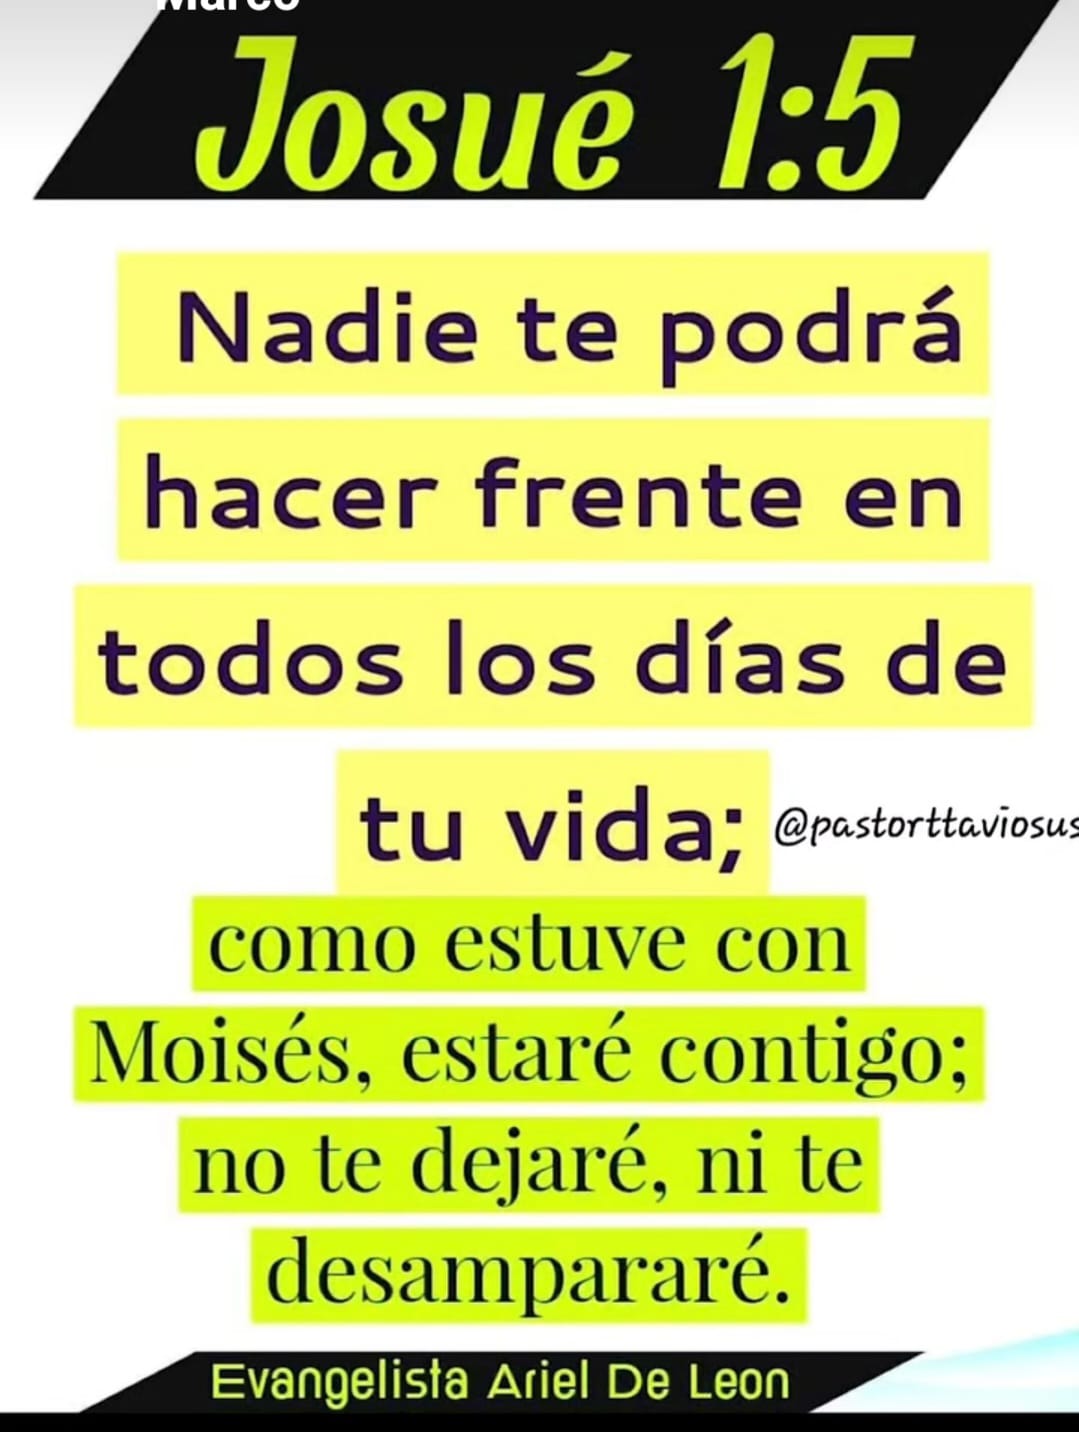 Josué 1:5
Nadie te podrá
hacer frente en
todos los días de
tu vida; @pastorttaviosus
como estuve con
Moisés, estaré contigo;
no te dejaré, ni te
desampararé.
Evangelista Ariel De Leon